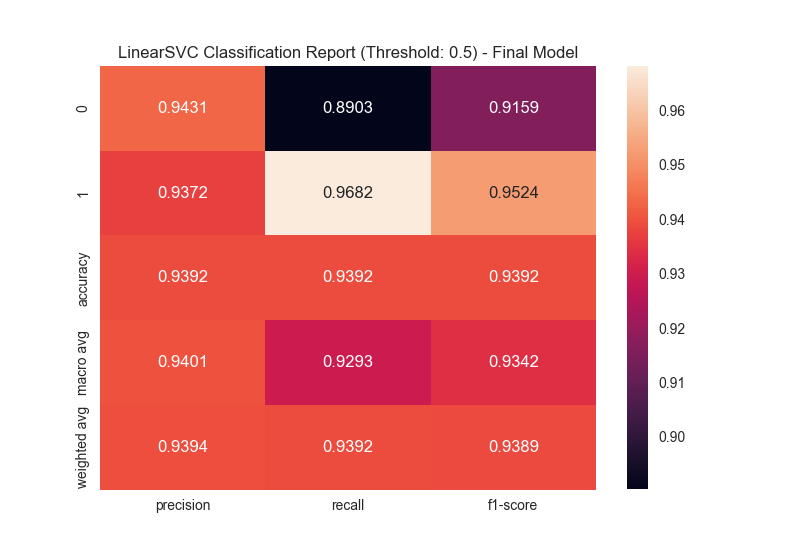 LinearSVC Classification Report (Threshold: 0.5) - Final Model
0 0.9431 0.8903 0.9159
1 0.9372 0.9682 0.9524
accuracy 0.9392 0.9392 0.9392
macro avg 0.9401 0.9293 0.9342
weighted avg 0.9394 0.9392 0.9389
precision recall f1-score
0.96
0.95
0.94
0.93
0.92
0.91
0.90